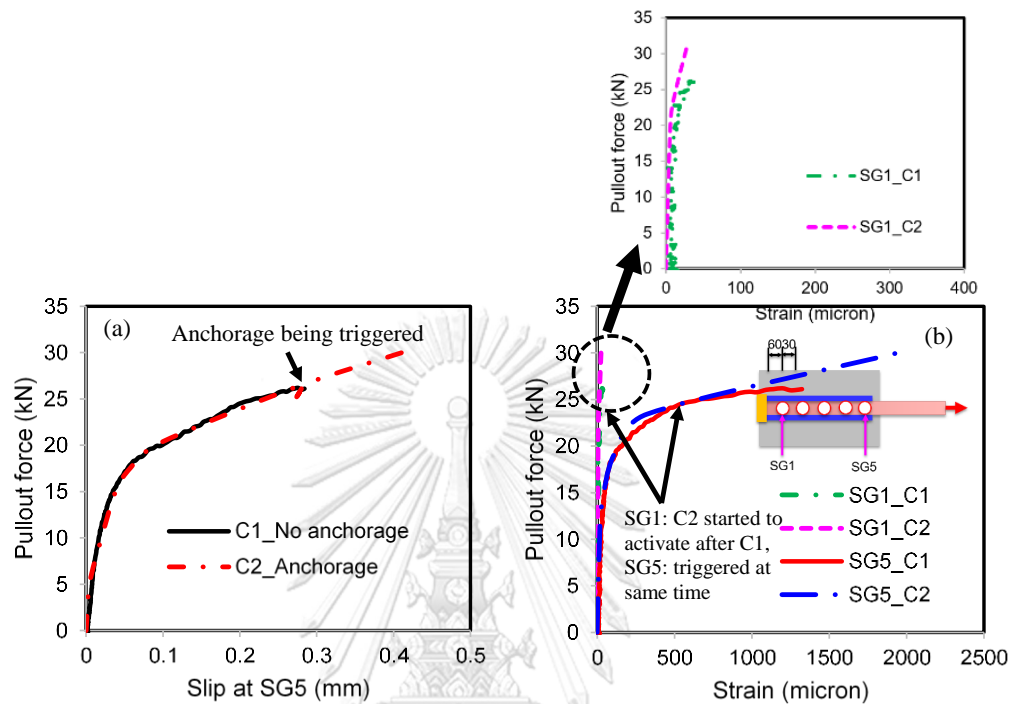 35
30
25
20
15
10
5
0
Pullout force (kN)
SG1_C1
SG1_C2
0
100
200
300
400
Strain (micron)
35
30
25
20
15
10
5
0
Pullout force (kN)
(a)
Anchorage being triggered
C1_No anchorage
C2_Anchorage
0
0.1
0.2
0.3
0.4
0.5
Slip at SG5 (mm)
35
30
25
20
15
10
5
0
Pullout force (kN)
(b)
6030
SG1
SG5
SG1: C2 started to
activate after C1,
SG5: triggered at
same time
SG1_C1
SG1_C2
SG5_C1
SG5_C2
0
500
1000
1500
2000
2500
Strain (micron)